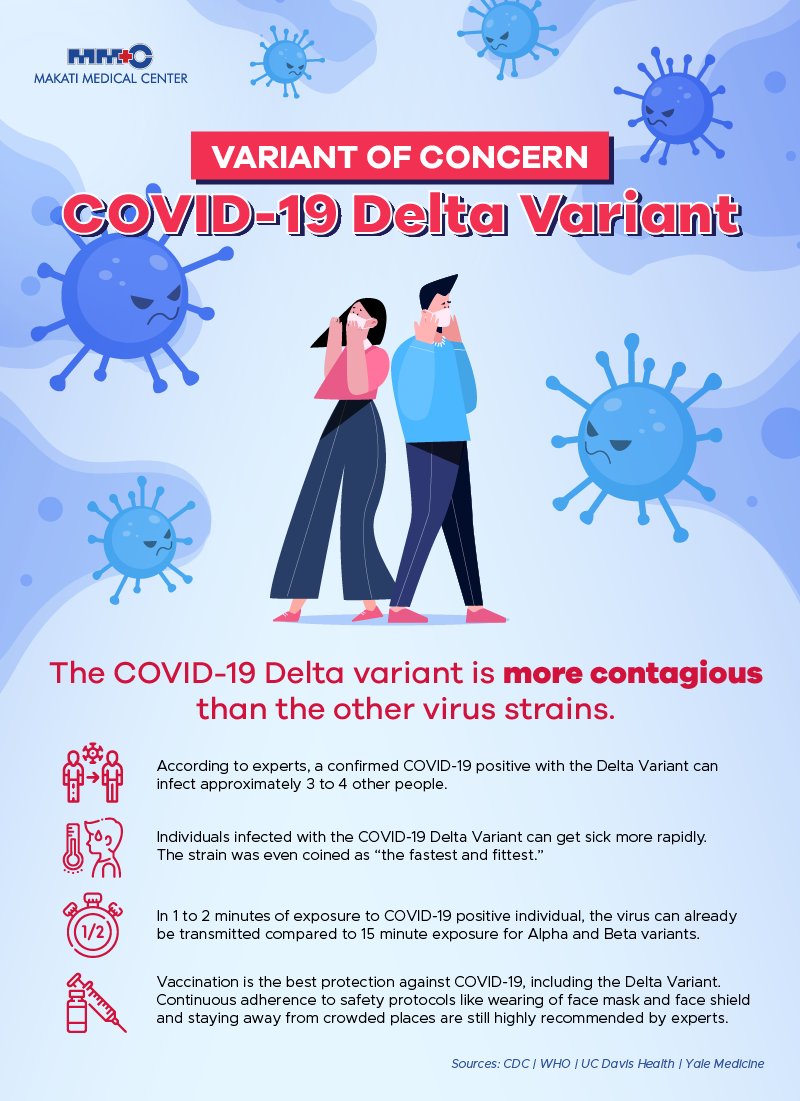 MM+C
MAKATI MEDICAL CENTER
VARIANT OF CONCERN
COVID-19 Delta Variant
The COVID-19 Delta variant is more contagious
than the other virus strains.
According to experts, a confirmed COVID-19 positive with the Delta Variant can
infect approximately 3 to 4 other people.
Individuals infected with the COVID-19 Delta Variant can get sick more rapidly.
The strain was even coined as “the fastest and fittest.”
1/2
In 1 to 2 minutes of exposure to COVID-19 positive individual, the virus can already
be transmitted compared to 15 minute exposure for Alpha and Beta variants.
Vaccination is the best protection against COVID-19, including the Delta Variant.
Continuous adherence to safety protocols like wearing of face mask and face shield
and staying away from crowded places are still highly recommended by experts.
Sources: CDC | WHO | UC Davis Health | Yale Medicine